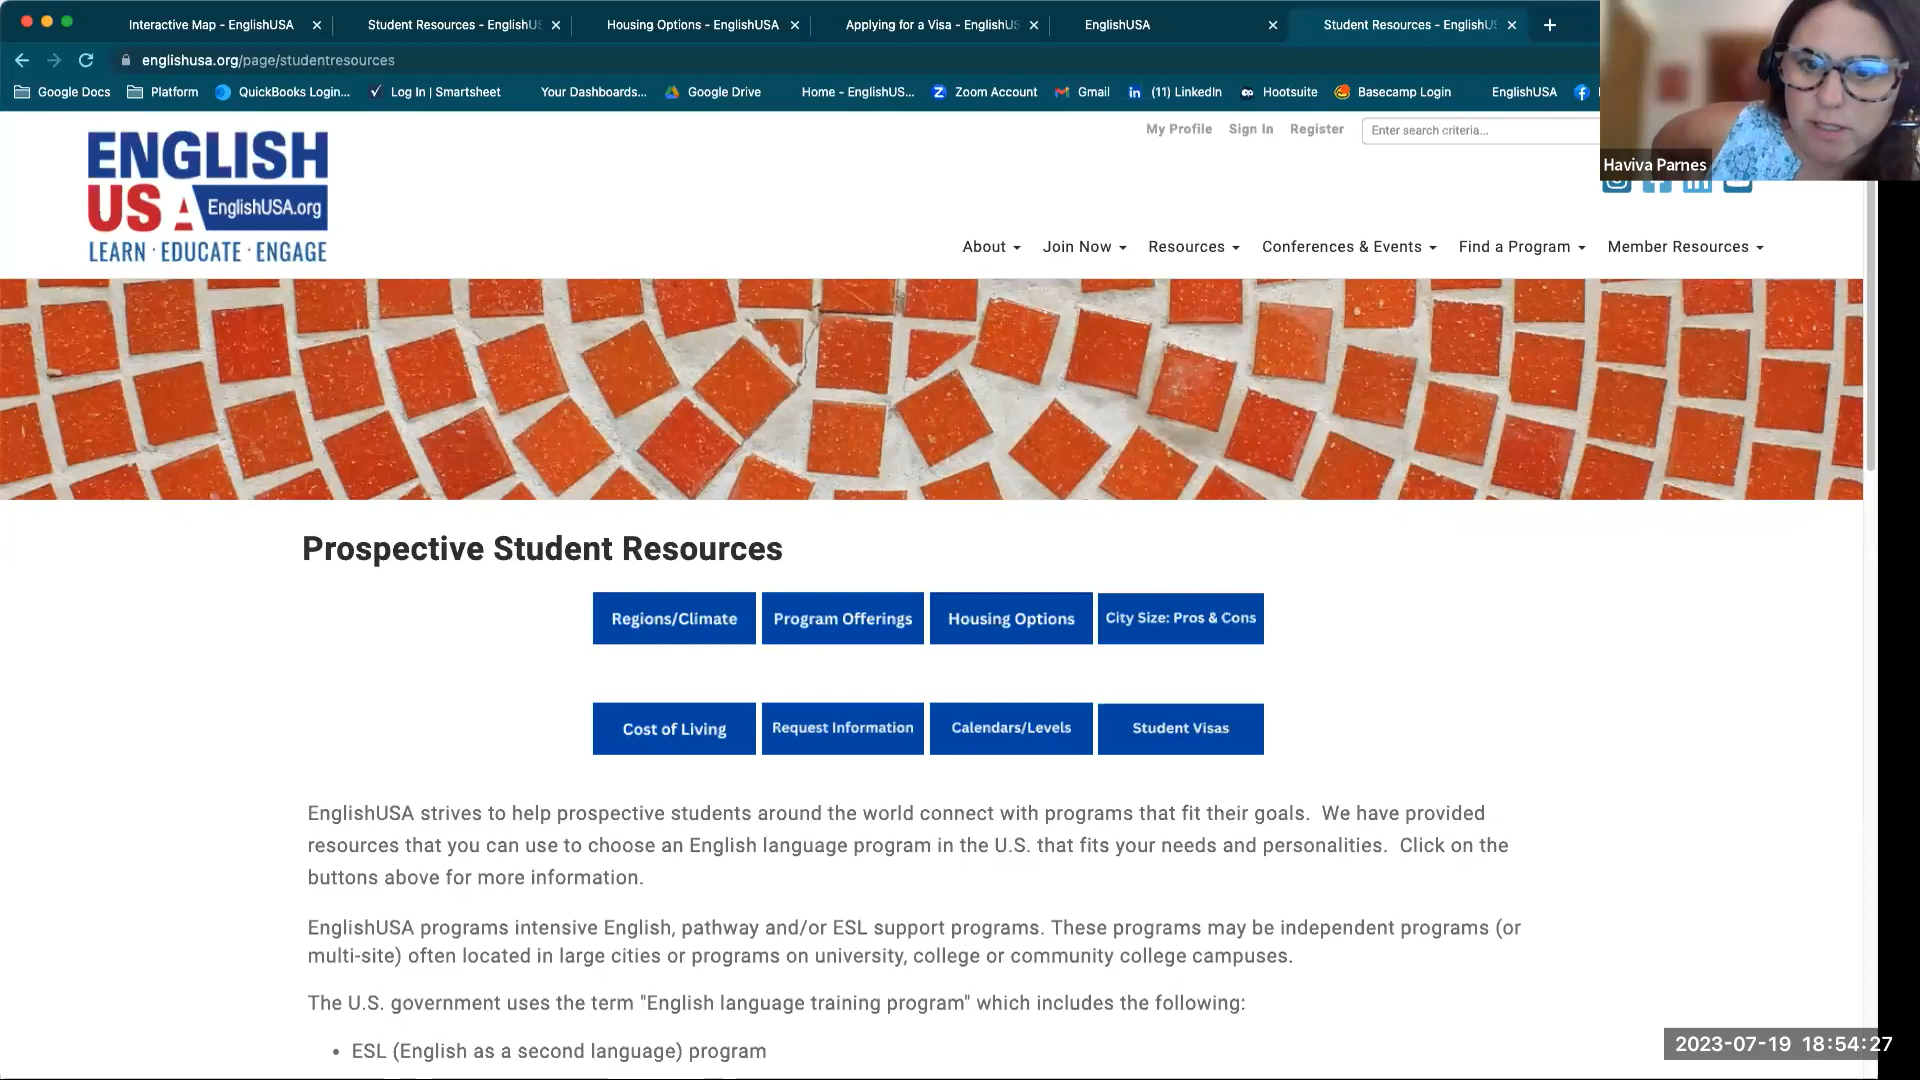 Interactive Map - EnglishUSA
Student Resources - EnglishUS
Housing Options - EnglishUSA
Applying for a Visa - EnglishUS
EnglishUSA
Student Resources - EnglishUS
englishusa.org/page/studentresources
Google Docs
Platform
QuickBooks Login...
Log In | Smartsheet
Your Dashboards...
Google Drive
Home - EnglishUS...
Zoom Account
Gmail
(11) LinkedIn
Hootsuite
Basecamp Login
EnglishUSA
Haviva Parnes
My Profile Sign In Register
Enter search criteria...
ENGLISH
USA EnglishUSA.org
LEARN · EDUCATE · ENGAGE
About Join Now Resources Conferences & Events Find a Program Member Resources
Prospective Student Resources
Regions/Climate Program Offerings Housing Options City Size: Pros & Cons
Cost of Living Request Information Calendars/Levels Student Visas
EnglishUSA strives to help prospective students around the world connect with programs that fit their goals. We have provided
resources that you can use to choose an English language program in the U.S. that fits your needs and personalities. Click on the
buttons above for more information.
EnglishUSA programs intensive English, pathway and/or ESL support programs. These programs may be independent programs (or
multi-site) often located in large cities or programs on university, college or community college campuses.
The U.S. government uses the term "English language training program" which includes the following:
• ESL (English as a second language) program
2023-07-19 18:54:27